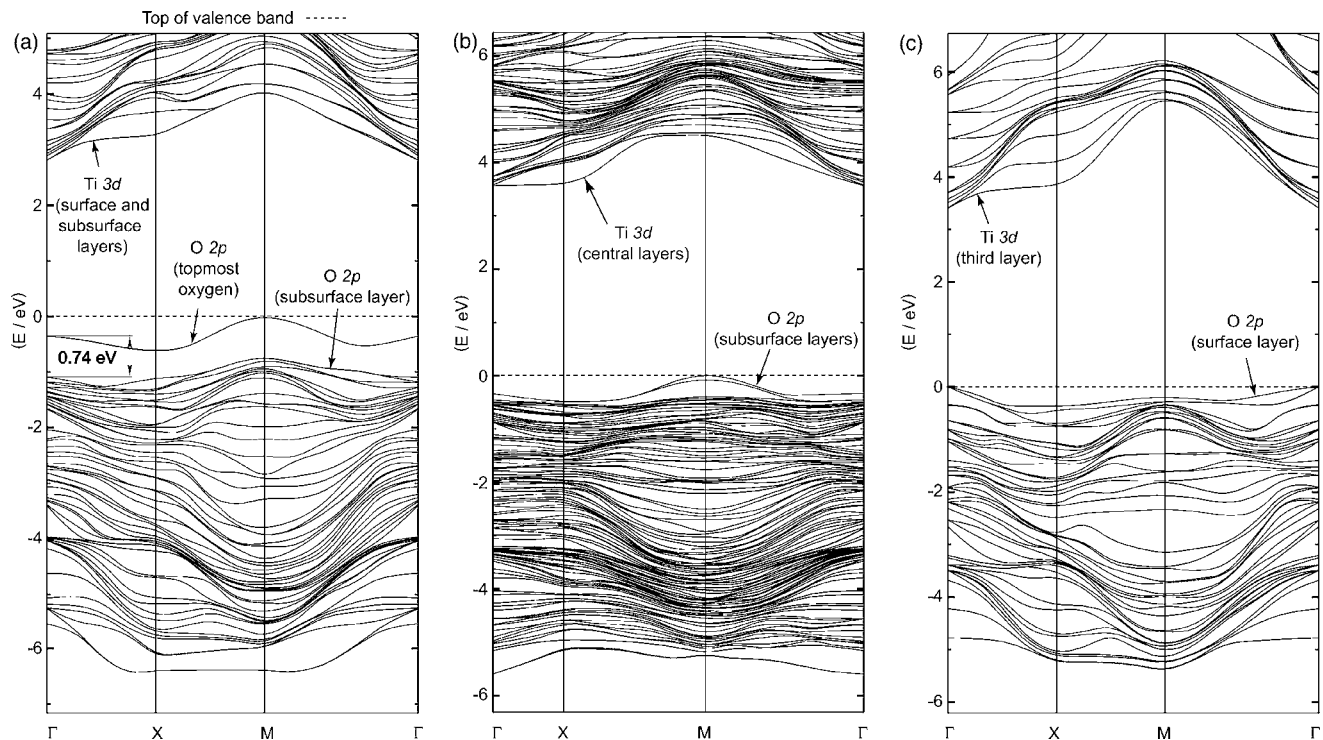 Top of valence band
(a)
(E / eV)
4
2
0
-2
-4
-6
Ti 3d
(surface and
subsurface
layers)
O 2p
(topmost
oxygen)
O 2p
(subsurface layer)
0.74 eV
Γ
X
M
Γ
(b)
(E / eV)
6
4
2
0
-2
-4
-6
Ti 3d
(central layers)
O 2p
(subsurface layers)
Γ
X
M
Γ
(c)
(E / eV)
6
4
2
0
-2
-4
-6
Ti 3d
(third layer)
O 2p
(surface layer)
Γ
X
M
Γ